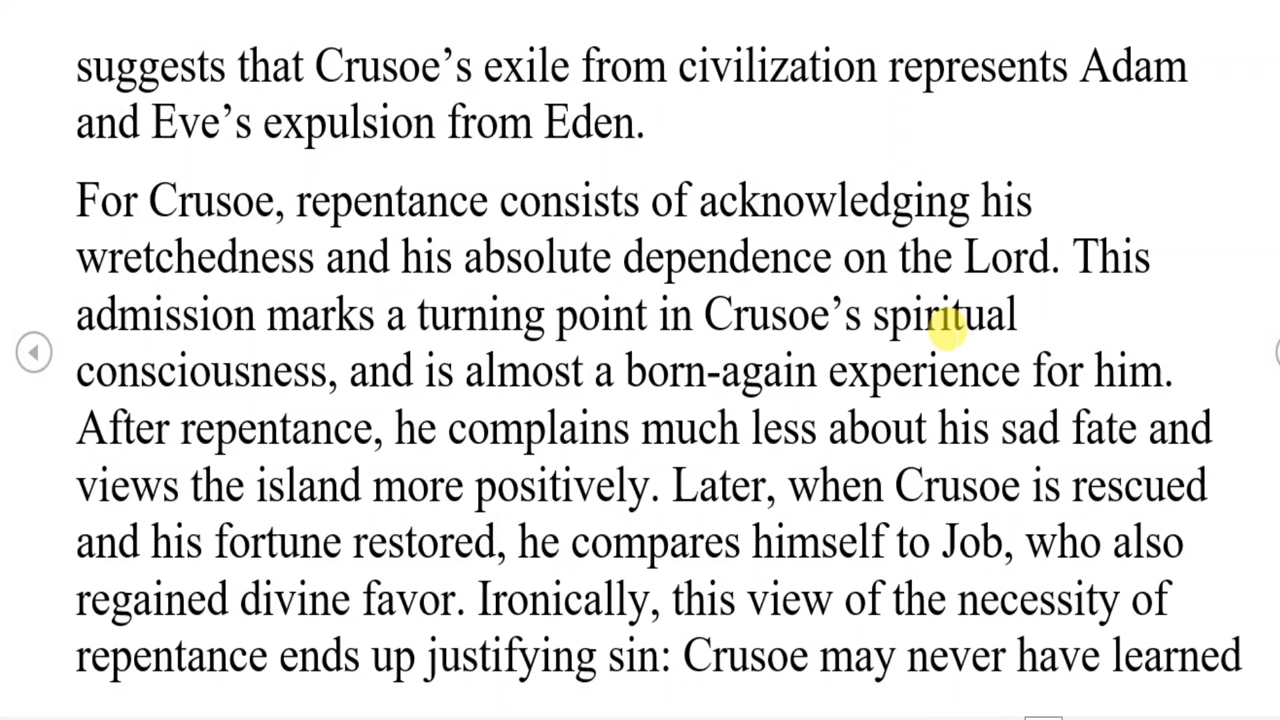 suggests that Crusoe’s exile from civilization represents Adam
and Eve’s expulsion from Eden.
For Crusoe, repentance consists of acknowledging his
wretchedness and his absolute dependence on the Lord. This
admission marks a turning point in Crusoe’s spiritual
consciousness, and is almost a born-again experience for him.
After repentance, he complains much less about his sad fate and
views the island more positively. Later, when Crusoe is rescued
and his fortune restored, he compares himself to Job, who also
regained divine favor. Ironically, this view of the necessity of
repentance ends up justifying sin: Crusoe may never have learned